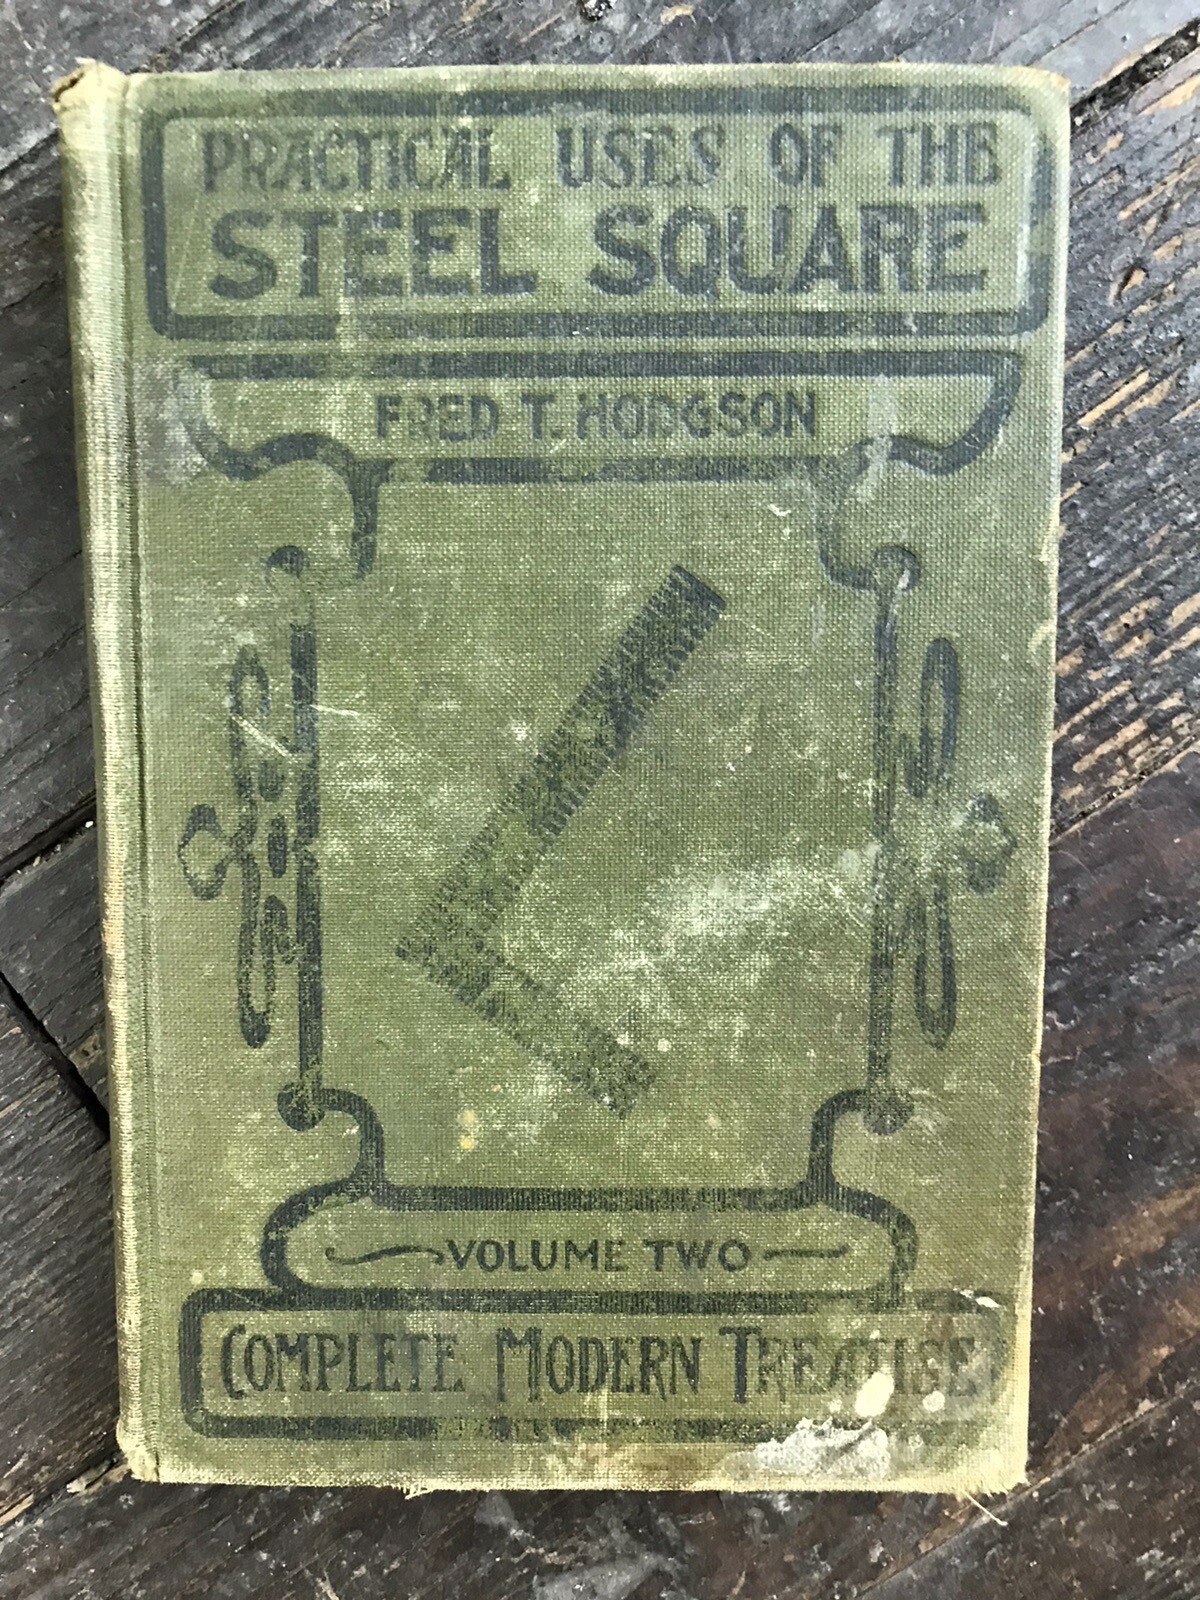 PRACTICAL USES OF THE
STEEL SQUARE
FRED T. HODGSON
VOLUME TWO
COMPLETE MODERN TREATISE